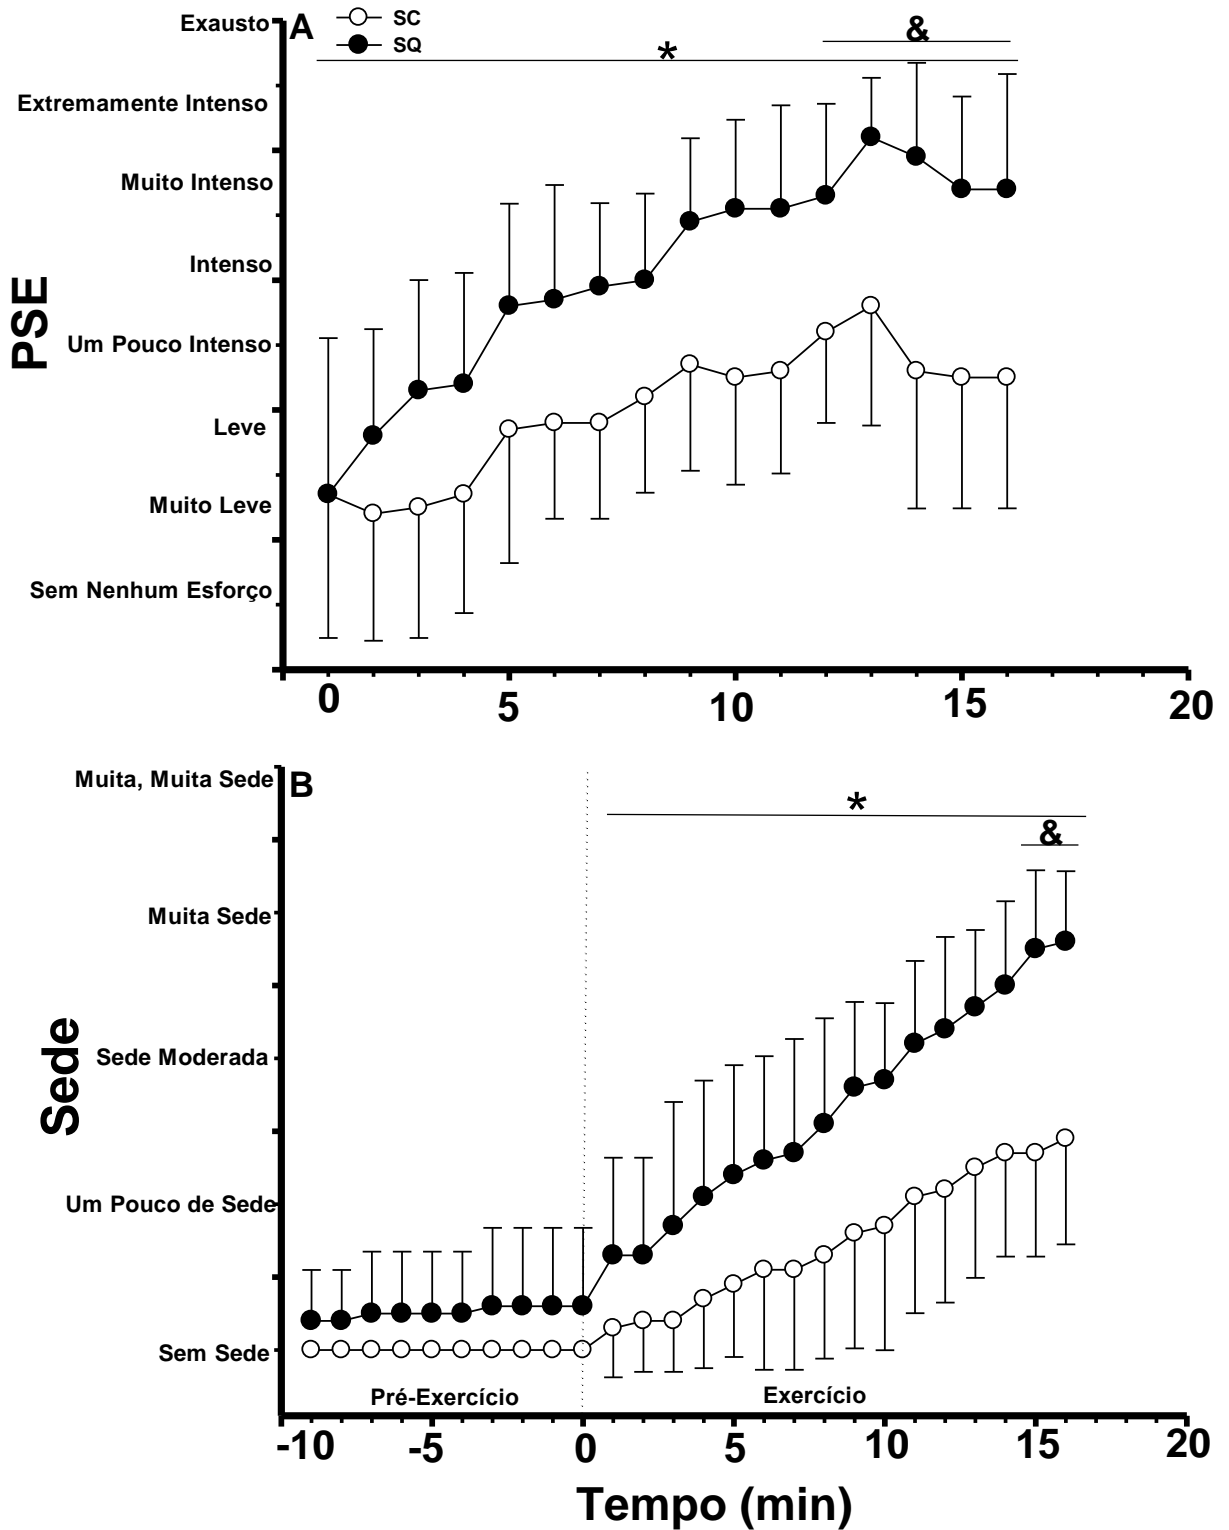 Exausto
A
SC
SQ
&
*
Extremamente Intenso
Muito Intenso
Intenso
Um Pouco Intenso
Leve
Muito Leve
Sem Nenhum Esforço
PSE
0 5 10 15 20
Muita, Muita Sede
B
*
&
Muita Sede
Sede Moderada
Um Pouco de Sede
Sem Sede
Sede
Pré-Exercício
Exercício
-10 -5 0 5 10 15 20
Tempo (min)